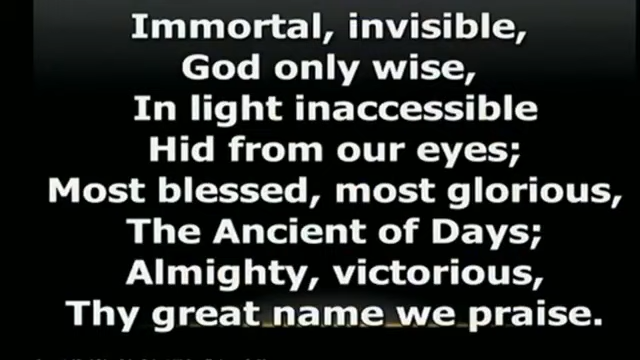 Immortal, invisible,
God only wise,
In light inaccessible
Hid from our eyes;
Most blessed, most glorious,
The Ancient of Days;
Almighty, victorious,
Thy great name we praise.